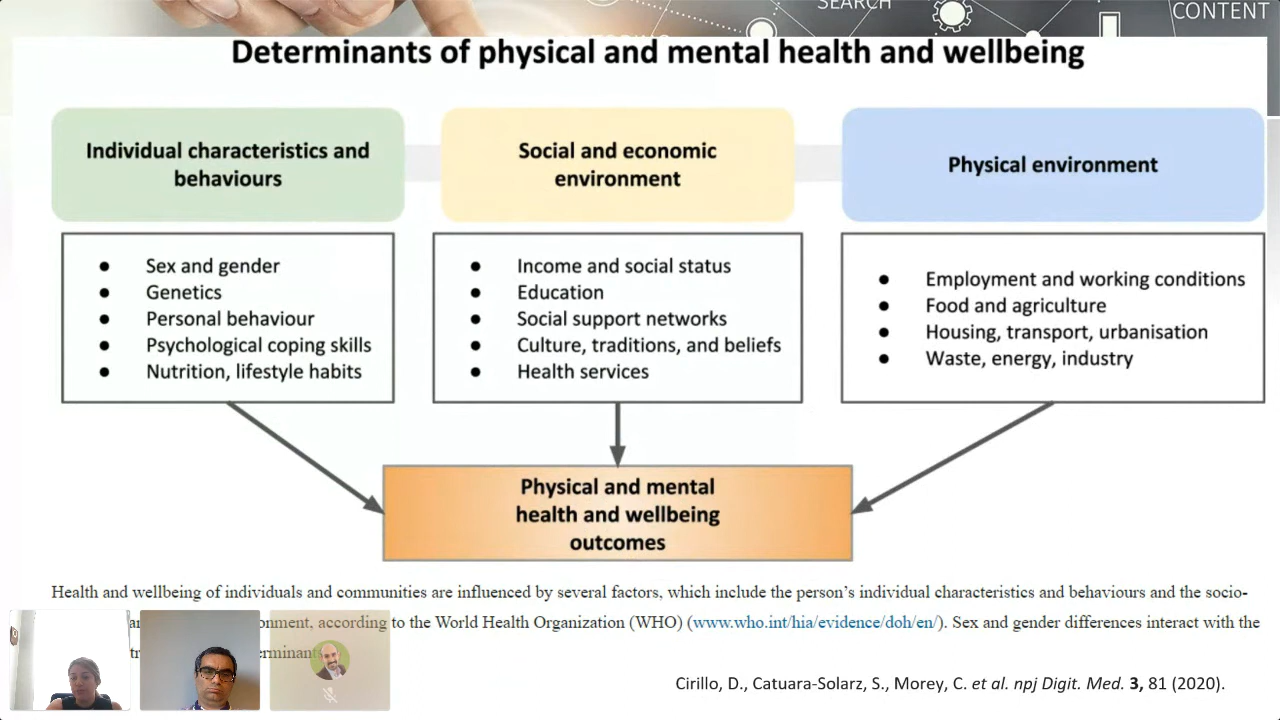 SEARCH
CONTENT
Determinants of physical and mental health and wellbeing
Individual characteristics and
behaviours
Social and economic
environment
Physical environment
● Sex and gender
● Genetics
● Personal behaviour
● Psychological coping skills
● Nutrition, lifestyle habits
● Income and social status
● Education
● Social support networks
● Culture, traditions, and beliefs
● Health services
● Employment and working conditions
● Food and agriculture
● Housing, transport, urbanisation
● Waste, energy, industry
Physical and mental
health and wellbeing
outcomes
Health and wellbeing of individuals and communities are influenced by several factors, which include the person's individual characteristics and behaviours and the socio-
according to the World Health Organization (WHO) (www.who.int/hia/evidence/doh/en/). Sex and gender differences interact with the
Cirillo, D., Catuara-Solarz, S., Morey, C. et al. npj Digit. Med. 3, 81 (2020).